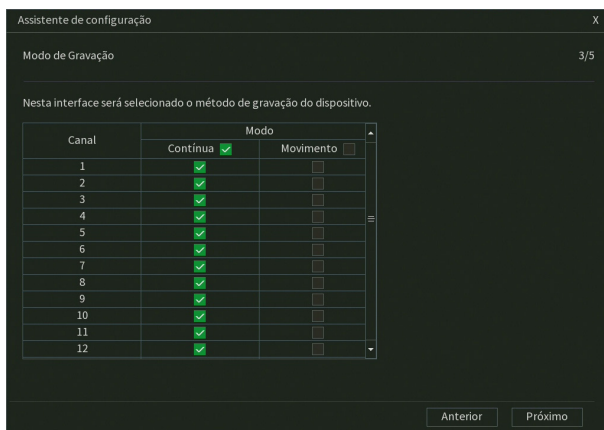 Assistente de configuração X
Modo de Gravação 3/5
Nesta interface será selecionado o método de gravação do dispositivo.
Canal Modo
Contínua Movimento
1
2
3
4
5
6
7
8
9
10
11
12
Anterior Próximo